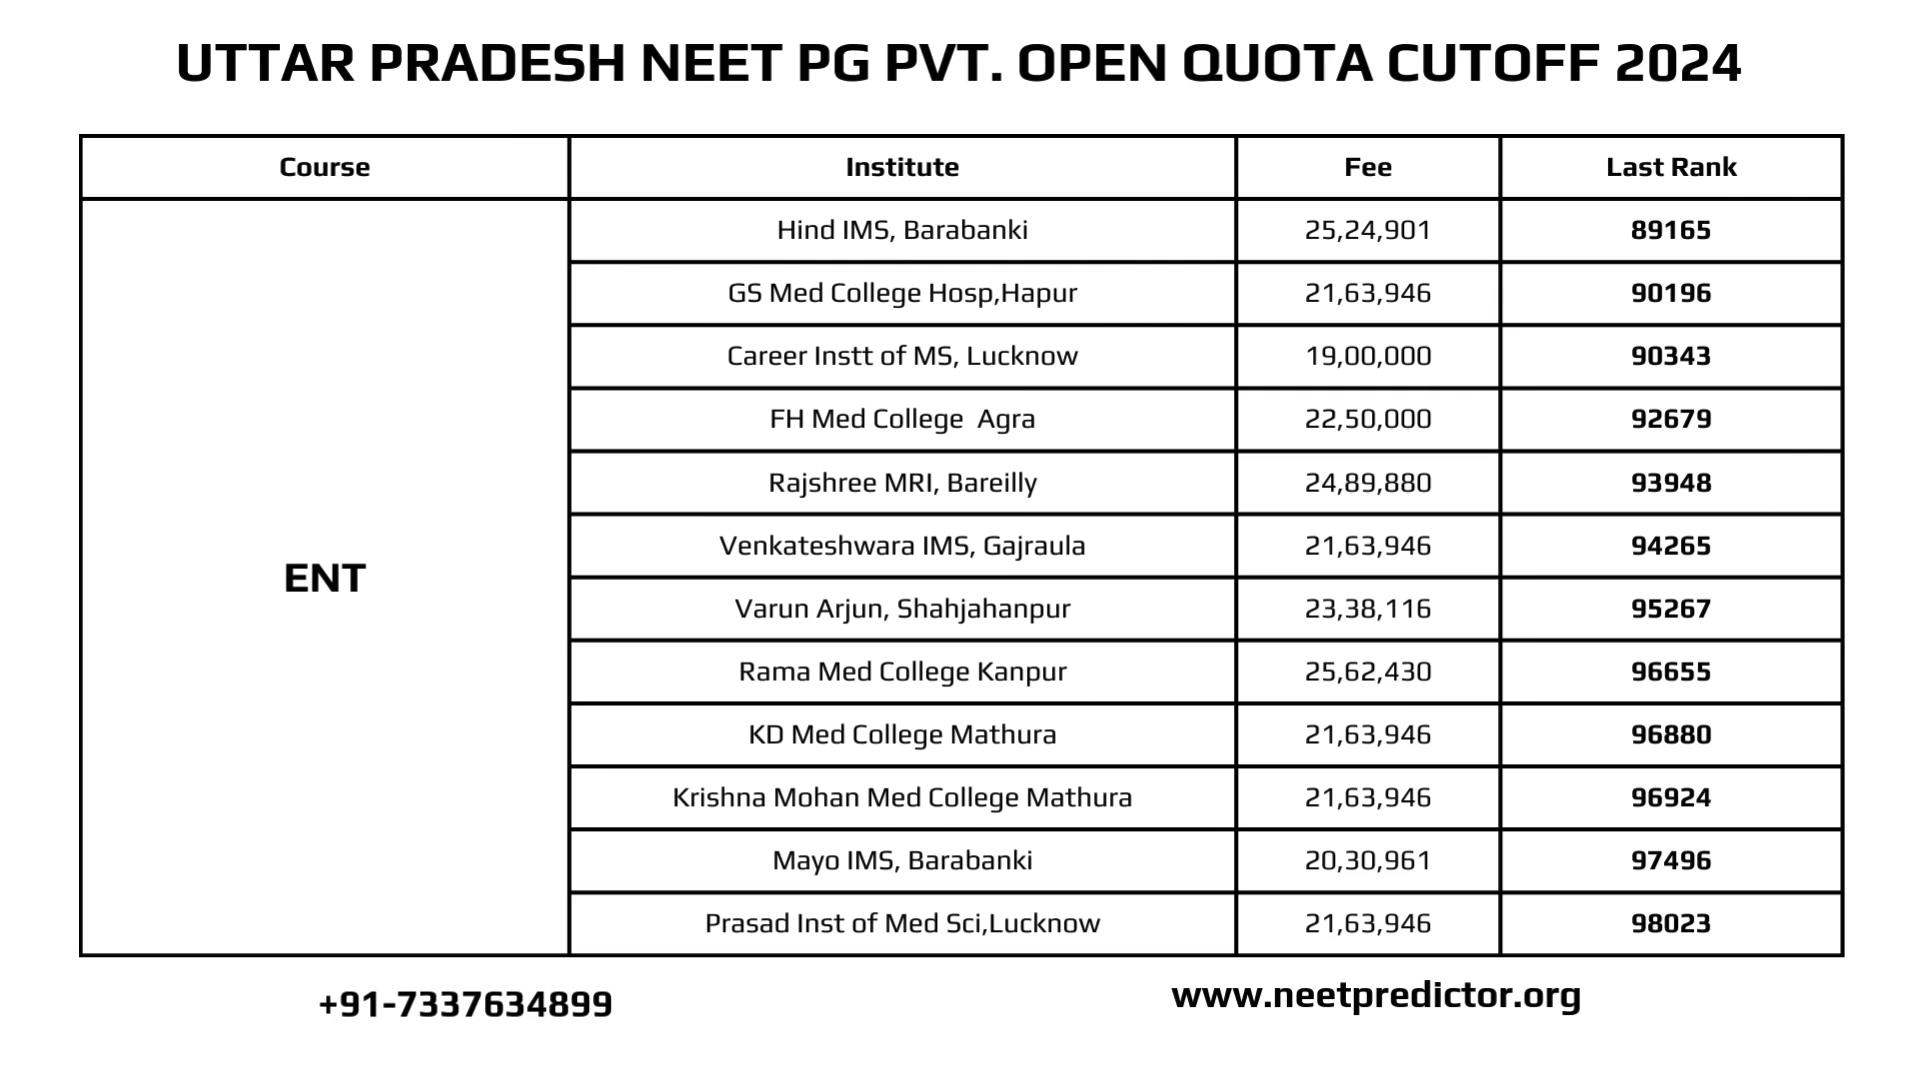 UTTAR PRADESH NEET PG PVT. OPEN QUOTA CUTOFF 2024
Course Institute Fee Last Rank
ENT
Hind IMS, Barabanki 25,24,901 89165
GS Med College Hosp,Hapur 21,63,946 90196
Career Instt of MS, Lucknow 19,00,000 90343
FH Med College  Agra 22,50,000 92679
Rajshree MRI, Bareilly 24,89,880 93948
Venkateshwara IMS, Gajraula 21,63,946 94265
Varun Arjun, Shahjahanpur 23,38,116 95267
Rama Med College Kanpur 25,62,430 96655
KD Med College Mathura 21,63,946 96880
Krishna Mohan Med College Mathura 21,63,946 96924
Mayo IMS, Barabanki 20,30,961 97496
Prasad Inst of Med Sci,Lucknow 21,63,946 98023
+91-7337634899 www.neetpredictor.org